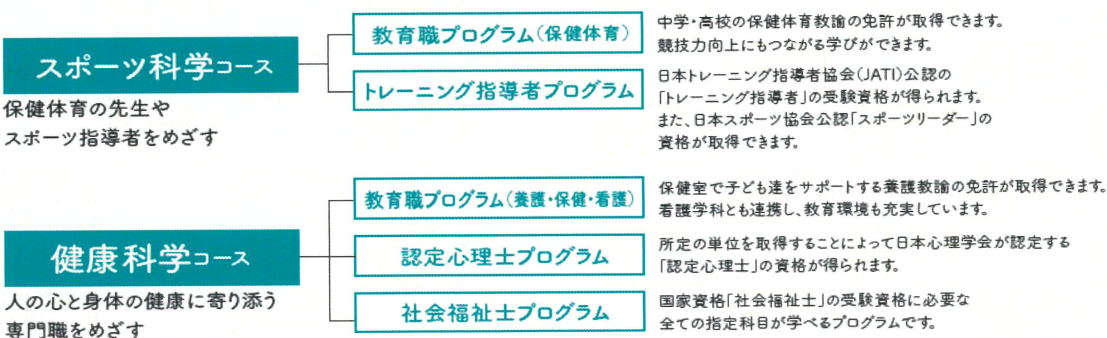 スポーツ科学コース
保健体育の先生や
スポーツ指導者をめざす
教育職プログラム(保健体育)
中学・高校の保健体育教諭の免許が取得できます。
競技力向上にもつながる学びができます。
トレーニング指導者プログラム
日本トレーニング指導者協会(JATI)公認の
「トレーニング指導者」の受験資格が得られます。
また、日本スポーツ協会公認「スポーツリーダー」の
資格が取得できます。
健康科学コース
人の心と身体の健康に寄り添う
専門職をめざす
教育職プログラム(養護・保健・看護)
保健室で子ども達をサポートする養護教諭の免許が取得できます。
看護学科とも連携し、教育環境も充実しています。
認定心理士プログラム
所定の単位を取得することによって日本心理学会が認定する
「認定心理士」の資格が得られます。
社会福祉士プログラム
国家資格「社会福祉士」の受験資格に必要な
全ての指定科目が学べるプログラムです。